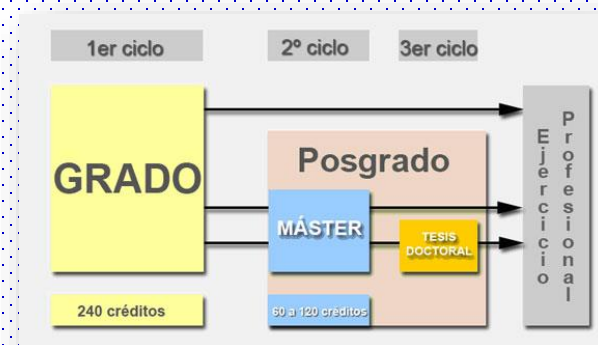 1er ciclo
2º ciclo
3er ciclo
GRADO
Posgrado
MÁSTER
TESIS
DOCTORAL
Ejercicio
Profesional
240 créditos
60 a 120 créditos